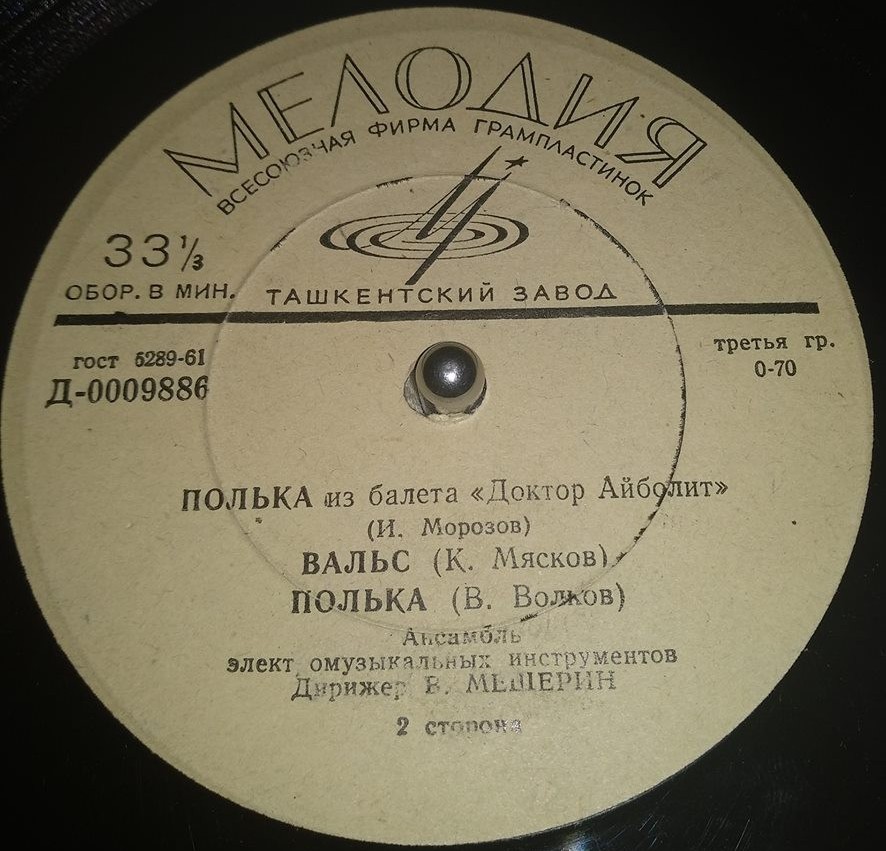 МЕЛОДИЯ
ВСЕСОЮЗНАЯ ФИРМА ГРАМПЛАСТИНОК
33⅓
ОБОР. В МИН.
ТАШКЕНТСКИЙ ЗАВОД
гост 5289-61
Д-0009886
третья гр.
0-70
ПОЛЬКА из балета «Доктор Айболит»
(И. Морозов)
ВАЛЬС (К. Мясков)
ПОЛЬКА (В. Волков)
Ансамбль
элект омузыкальных инструментов
Дирижер В. МЕЩЕРИН
2 сторона